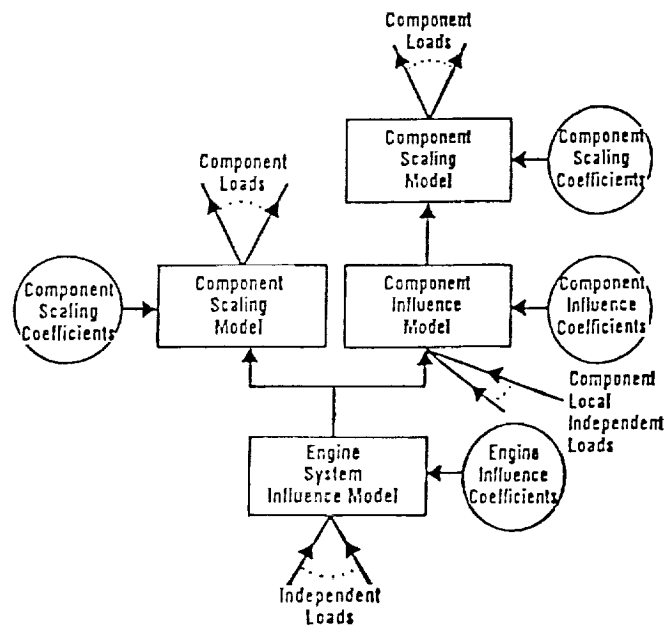 Component
Loads
Component
Scaling
Model
Component
Scaling
Coefficients
Component
Loads
Component
Scaling
Coefficients
Component
Scaling
Model
Component
Influence
Model
Component
Influence
Coefficients
Component
Local
Independent
Loads
Engine
System
Influence Model
Engine
Influence
Coefficients
Independent
Loads